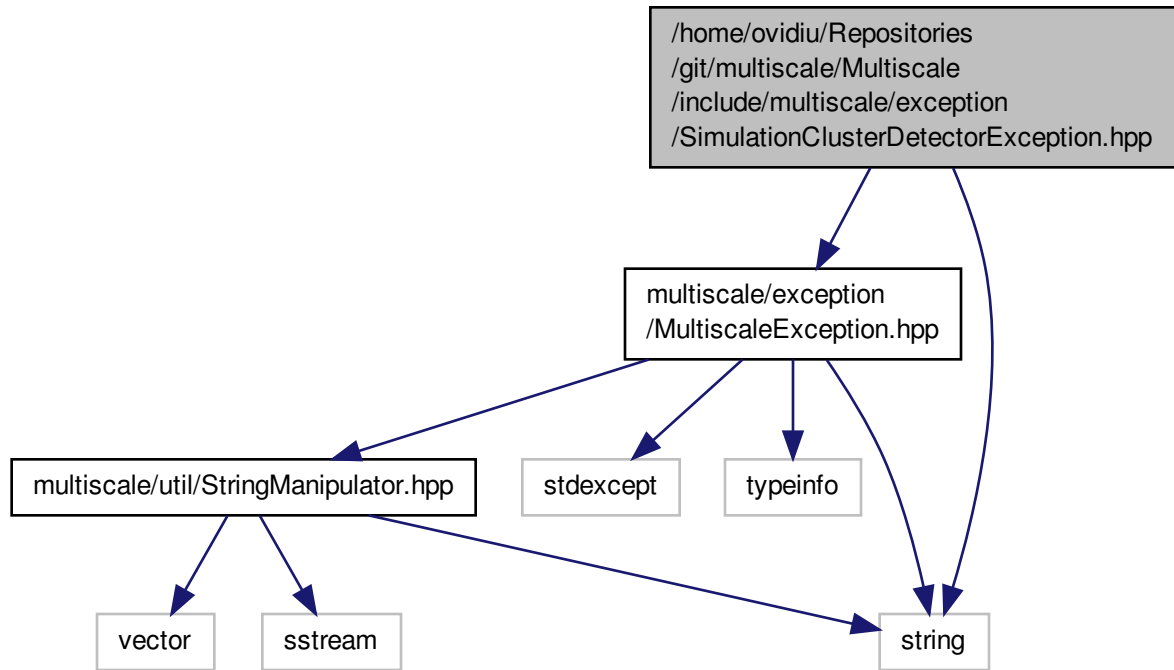 /home/ovidiu/Repositories
/git/multiscale/Multiscale
/include/multiscale/exception
/SimulationClusterDetectorException.hpp
multiscale/exception
/MultiscaleException.hpp
multiscale/util/StringManipulator.hpp
stdexcept
typeinfo
vector
sstream
string